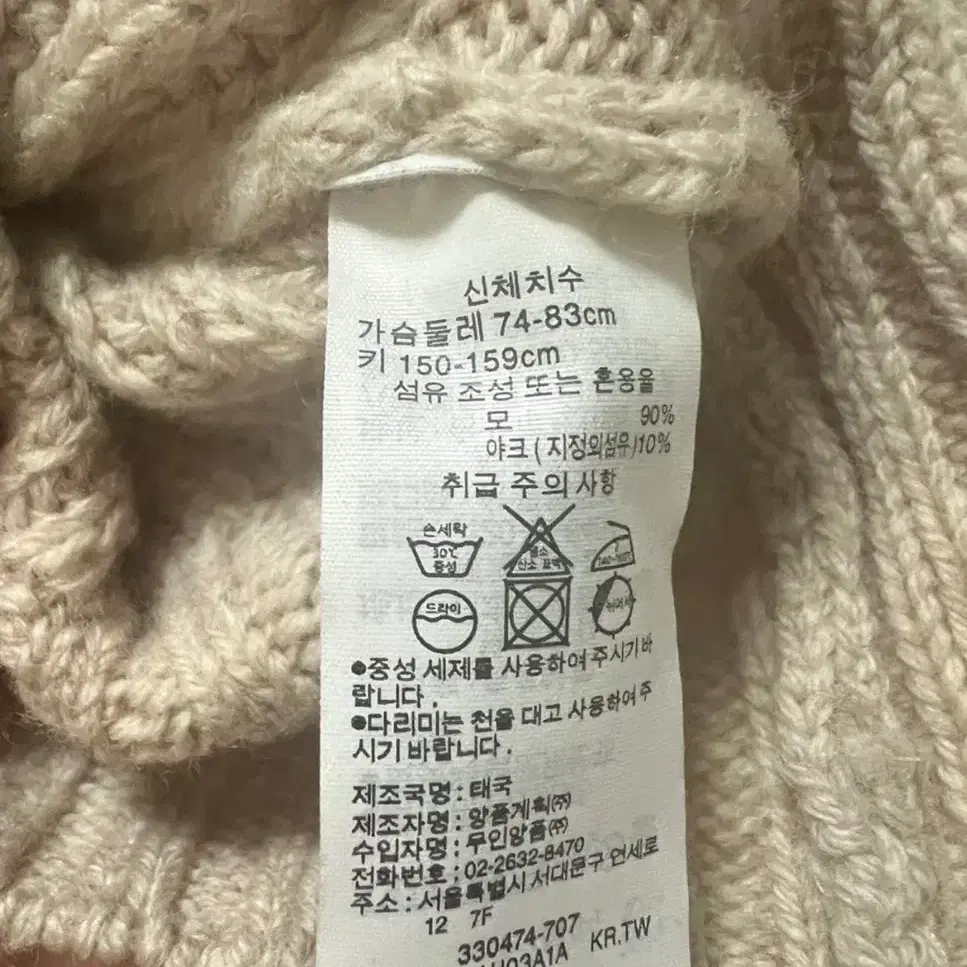 신체치수
가슴둘레 74-83cm
키 150-159cm
섬유 조성 또는 혼용율
모 90%
야크 ( 지정외섬유)10%
취급 주의 사항
손세탁
30℃
중성
염소
산소 표백
드라이
●중성 세제를 사용하여 주시기 바
랍니다 .
●다리미는 천을 대고 사용하여 주
시기 바랍니다 .
제조국명 : 태국
제조자명 : 양품계획(주)
수입자명 : 무인양품(주)
전화번호 : 02-2632-8470
주소 : 서울특별시 서대문구 연세로
12 7F
330474-707
KR.TW